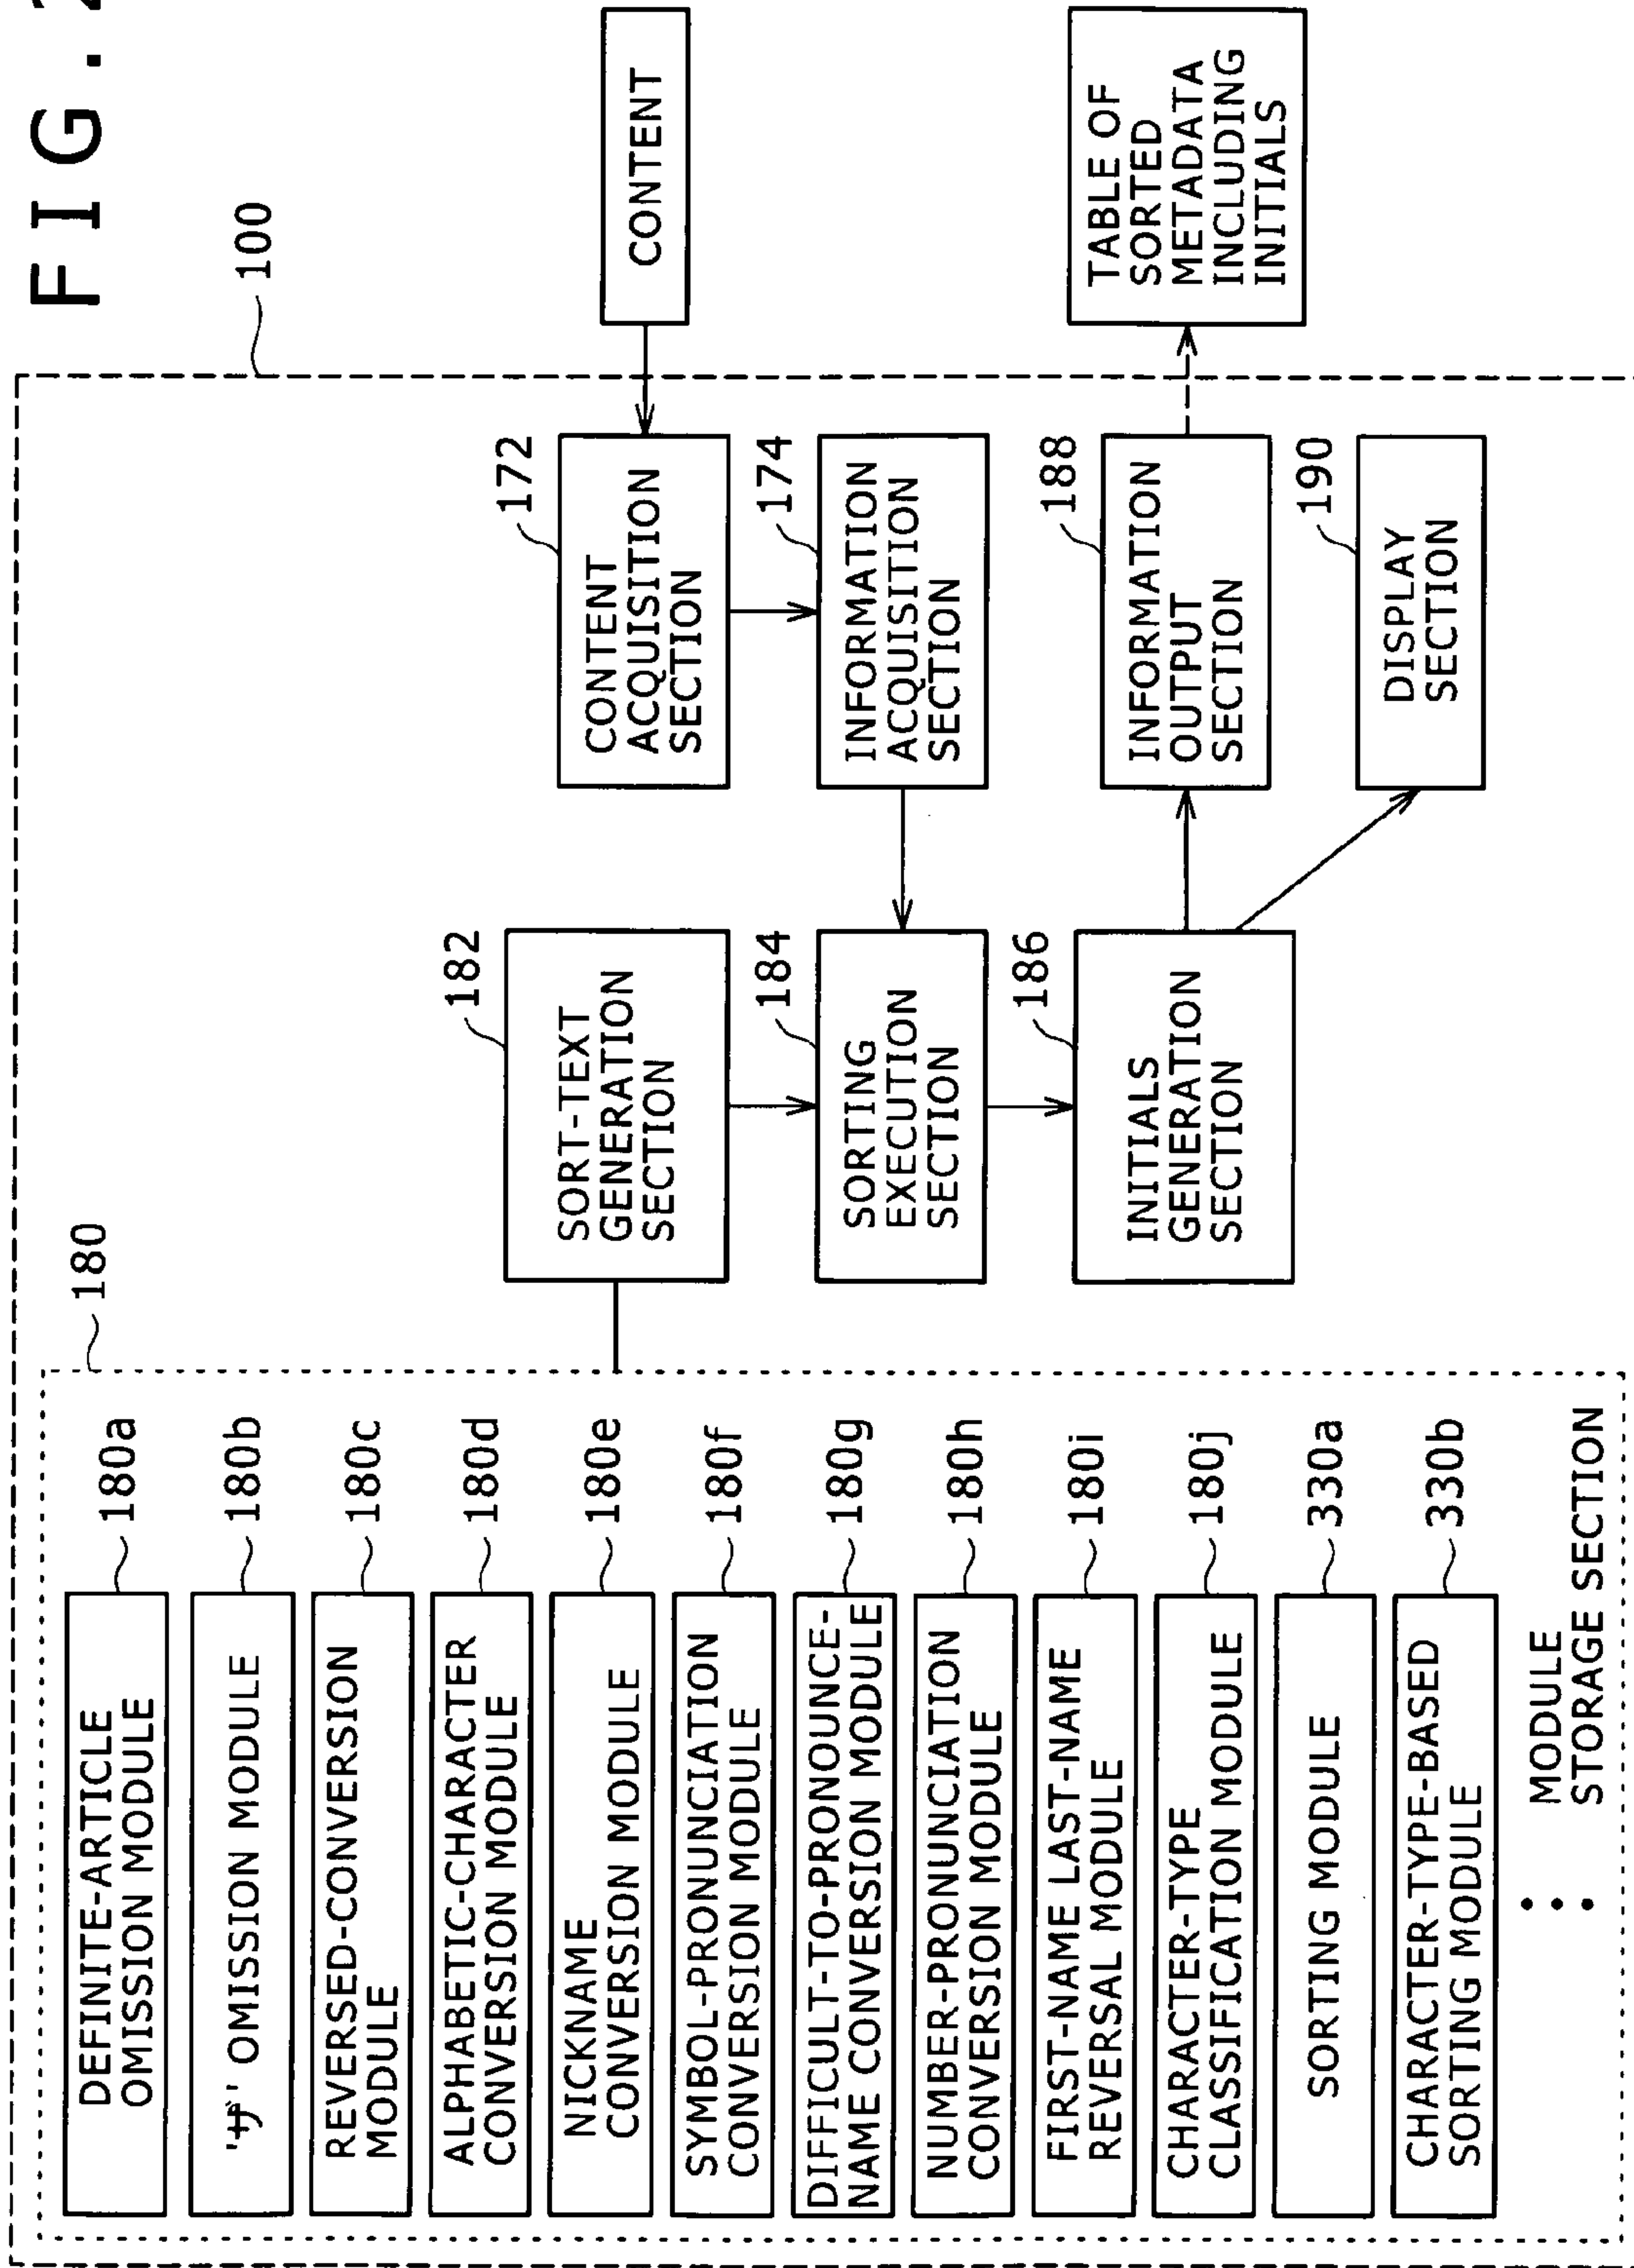 FIG.
100
CONTENT
TABLE OF
SORTED
METADATA
INCLUDING
INITIALS
172
CONTENT
ACQUISITION
SECTION
174
INFORMATION
ACQUISITION
SECTION
188
INFORMATION
OUTPUT
SECTION
190
DISPLAY
SECTION
182
SORT-TEXT
GENERATION
SECTION
184
SORTING
EXECUTION
SECTION
186
INITIALS
GENERATION
SECTION
180
180a
DEFINITE-ARTICLE
OMISSION MODULE
180b
'ザ' OMISSION MODULE
180c
REVERSED-CONVERSION
MODULE
180d
ALPHABETIC-CHARACTER
CONVERSION MODULE
180e
NICKNAME
CONVERSION MODULE
180f
SYMBOL-PRONUNCIATION
CONVERSION MODULE
180g
DIFFICULT-TO-PRONOUNCE-
NAME CONVERSION MODULE
180h
NUMBER-PRONUNCIATION
CONVERSION MODULE
180i
FIRST-NAME LAST-NAME
REVERSAL MODULE
180j
CHARACTER-TYPE
CLASSIFICATION MODULE
330a
SORTING MODULE
330b
CHARACTER-TYPE-BASED
SORTING MODULE
MODULE
STORAGE SECTION